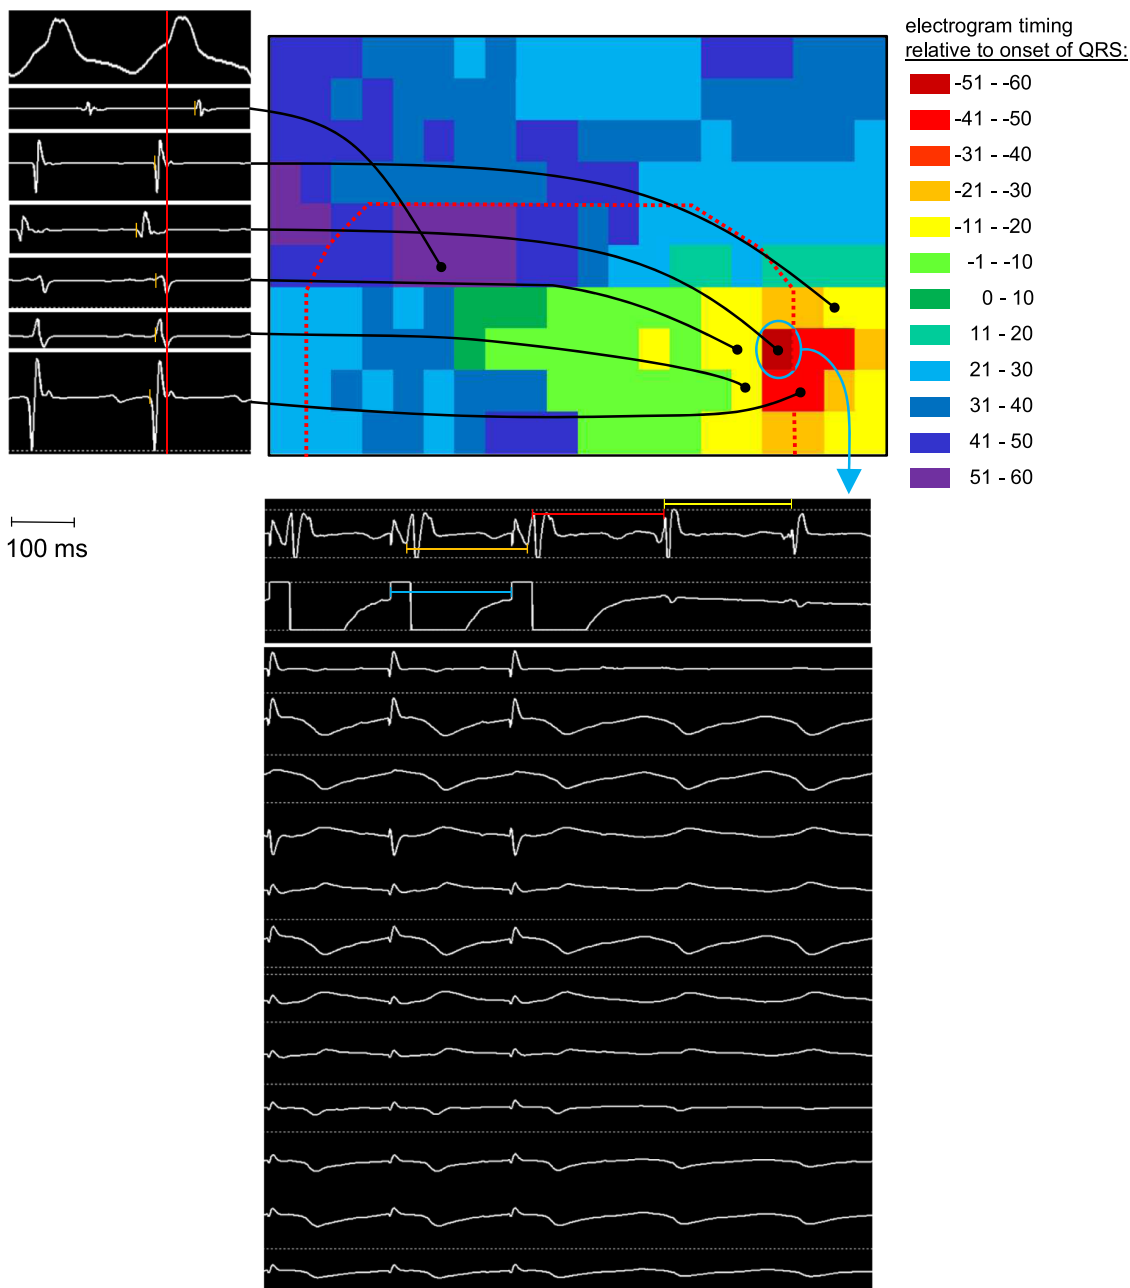 electrogram timing
relative to onset of QRS:
-51 - -60
-41 - -50
-31 - -40
-21 - -30
-11 - -20
-1 - -10
0 - 10
11 - 20
21 - 30
31 - 40
41 - 50
51 - 60
100 ms